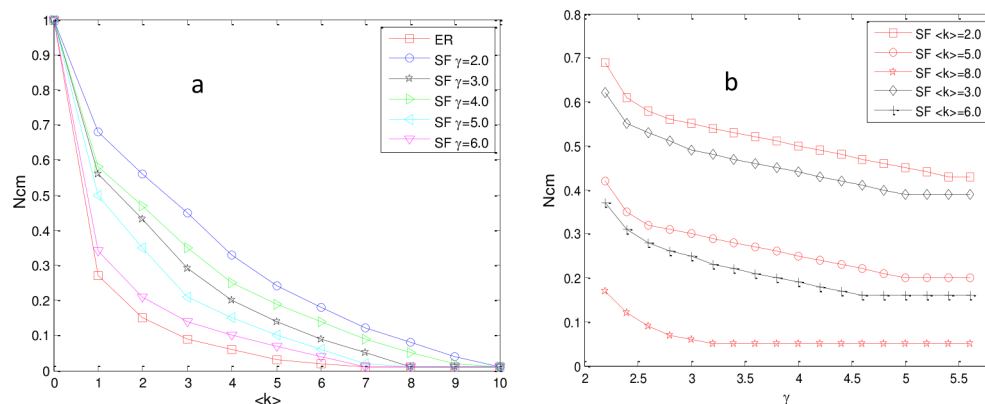 a
ER
SF γ=2.0
SF γ=3.0
SF γ=4.0
SF γ=5.0
SF γ=6.0
Ncm
1
0.9
0.8
0.7
0.6
0.5
0.4
0.3
0.2
0.1
0
0 1 2 3 4 5 6 7 8 9 10
<k>
b
SF <k>=2.0
SF <k>=5.0
SF <k>=8.0
SF <k>=3.0
SF <k>=6.0
Ncm
0.8
0.7
0.6
0.5
0.4
0.3
0.2
0.1
0
2 2.5 3 3.5 4 4.5 5 5.5
γ